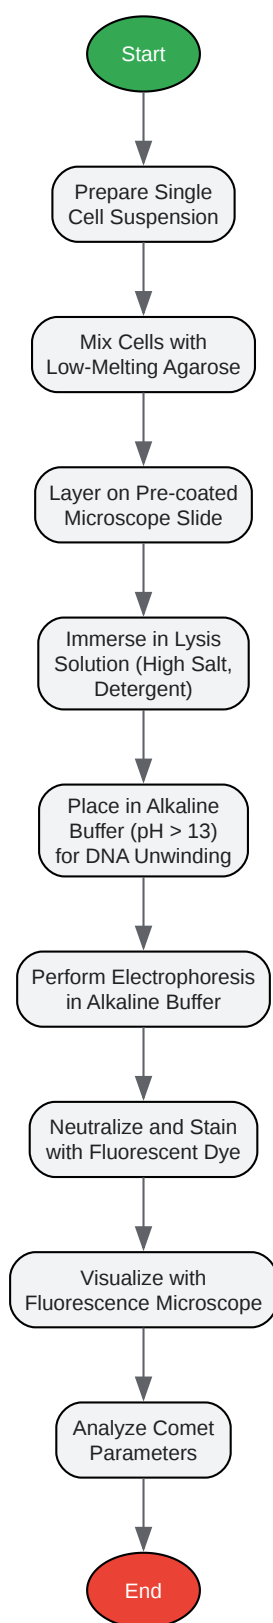 Start
Prepare Single
Cell Suspension
Mix Cells with
Low-Melting Agarose
Layer on Pre-coated
Microscope Slide
Immerse in Lysis
Solution (High Salt,
Detergent)
Place in Alkaline
Buffer (pH > 13)
for DNA Unwinding
Perform Electrophoresis
in Alkaline Buffer
Neutralize and Stain
with Fluorescent Dye
Visualize with
Fluorescence Microscope
Analyze Comet
Parameters
End